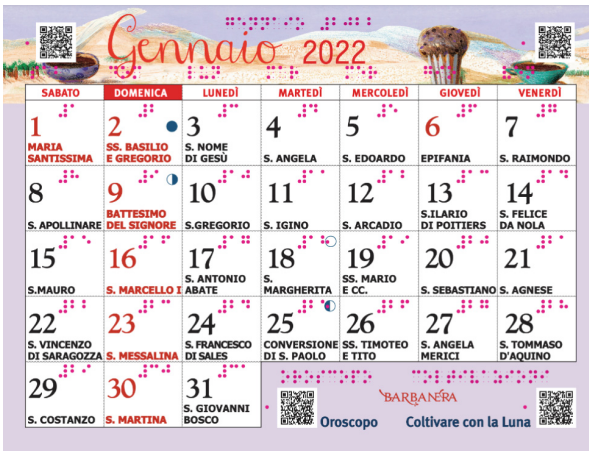 Gennaio 2022
SABATO DOMENICA LUNEDÌ MARTEDÌ MERCOLEDÌ GIOVEDÌ VENERDÌ
1 2 3 4 5 6 7
MARIA SS. BASILIO S. NOME
SANTISSIMA E GREGORIO DI GESÙ S. ANGELA S. EDOARDO EPIFANIA S. RAIMONDO
8 9 10 11 12 13 14
BATTESIMO S.ILARIO S. FELICE
S. APOLLINARE DEL SIGNORE S.GREGORIO S. IGINO S. ARCADIO DI POITIERS DA NOLA
15 16 17 18 19 20 21
S. ANTONIO S. SS. MARIO
S.MAURO S. MARCELLO I ABATE MARGHERITA E CC. S. SEBASTIANO S. AGNESE
22 23 24 25 26 27 28
S. VINCENZO S. FRANCESCO CONVERSIONE SS. TIMOTEO S. ANGELA S. TOMMASO
DI SARAGOZZA S. MESSALINA DI SALES DI S. PAOLO E TITO MERICI D'AQUINO
29 30 31
S. GIOVANNI
S. COSTANZO S. MARTINA BOSCO
BARBANERA
Oroscopo Coltivare con la Luna